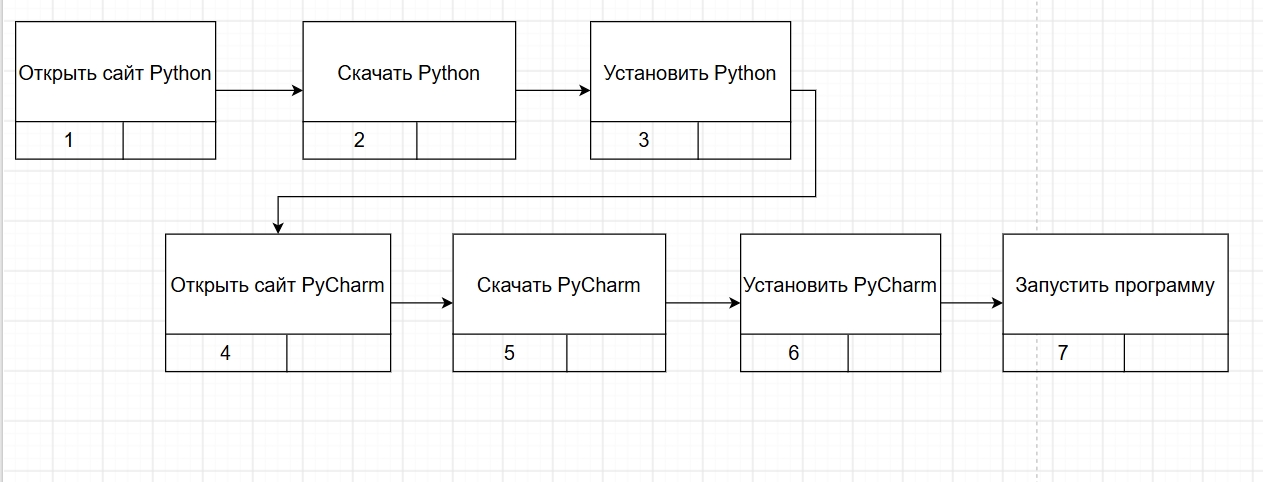 Открыть сайт Python
Скачать Python
Установить Python
1
2
3
Открыть сайт PyCharm
Скачать PyCharm
Установить PyCharm
Запустить программу
4
5
6
7